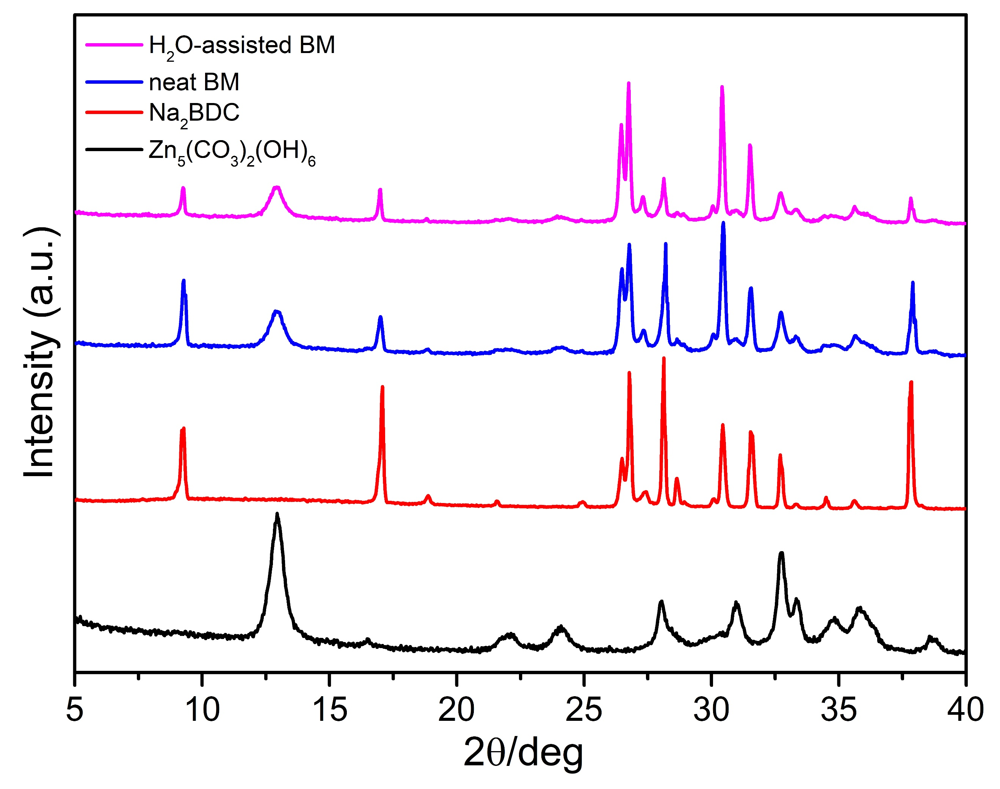 H₂O-assisted BM
neat BM
Na₂BDC
Zn₅(CO₃)₂(OH)₆
Intensity (a.u.)
5 10 15 20 25 30 35 40
2θ/deg